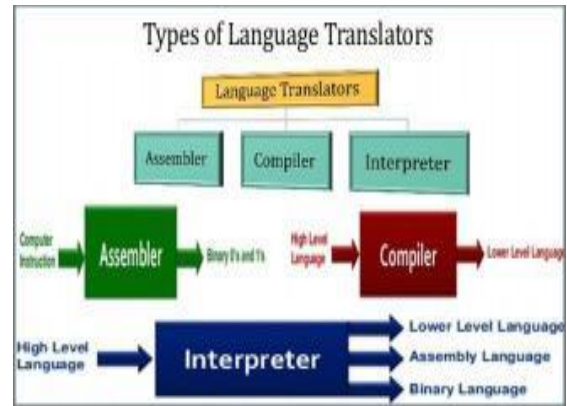 Types of Language Translators
Language Translators
Assembler
Compiler
Interpreter
Computer
Instruction
Assembler
Binary 0's and 1's
High Level
Language
Compiler
Lower Level Language
High Level
Language
Interpreter
Lower Level Language
Assembly Language
Binary Language